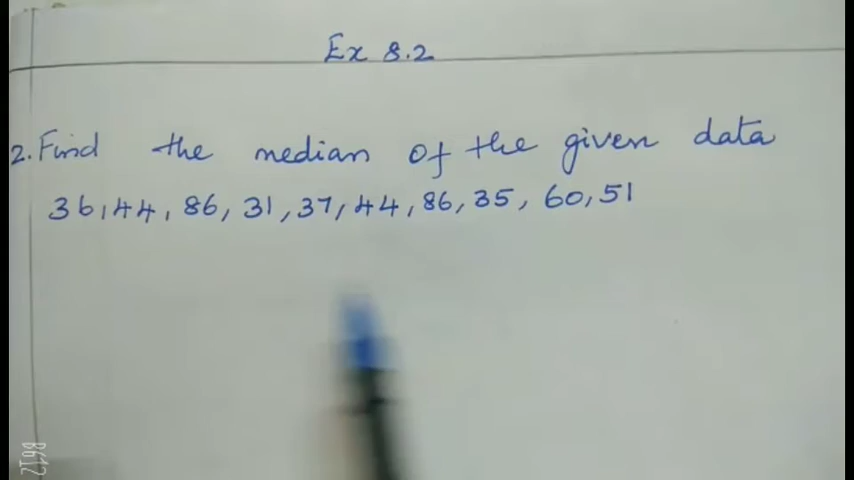 Ex 8.2
2. Find the median of the given data
36, 44, 86, 31, 37, 44, 86, 35, 60, 51
B612